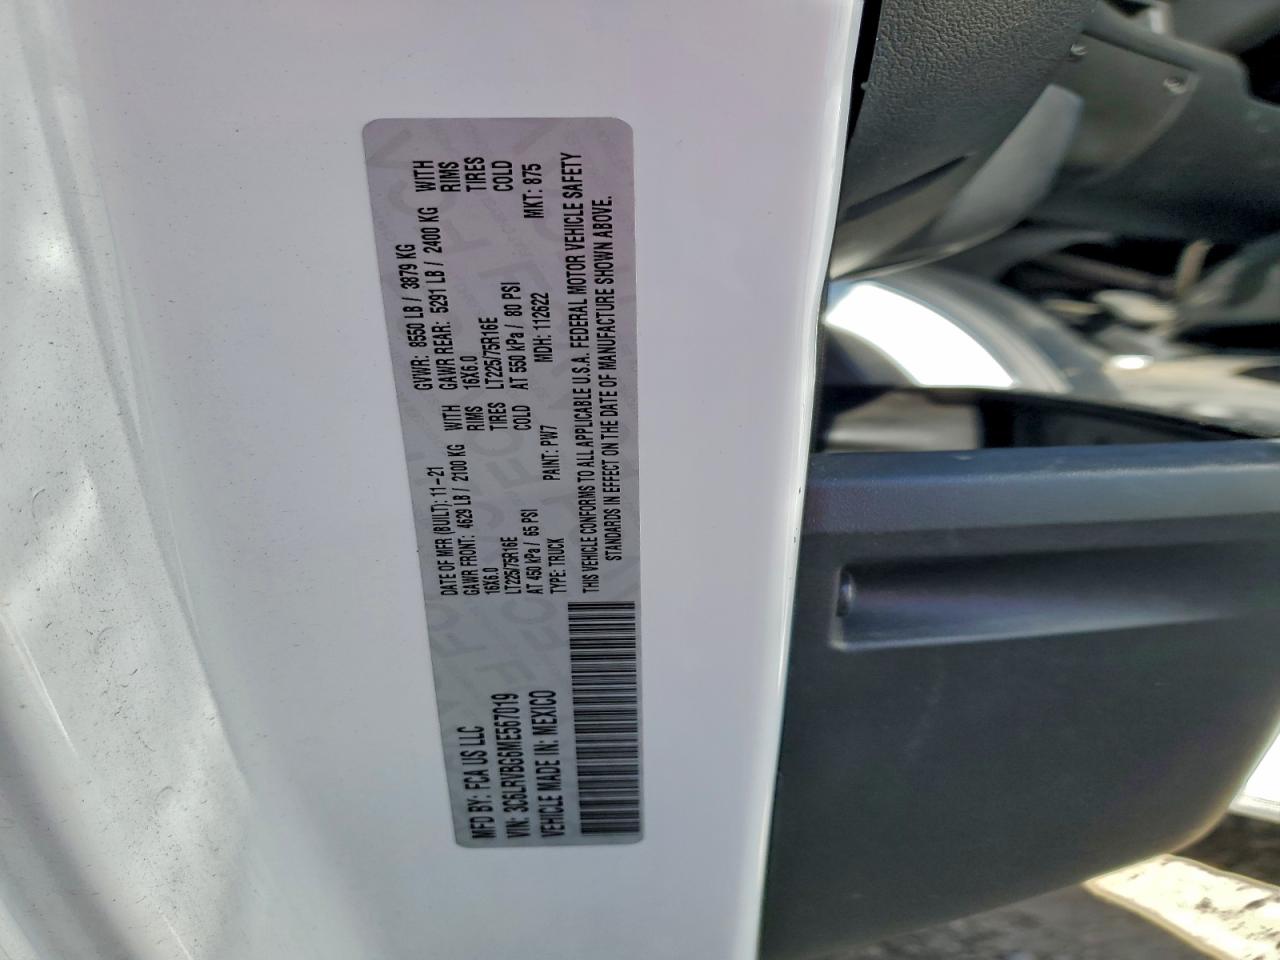 MFD BY: FCA US LLC
VIN: 3C6LRVBG6ME567019
VEHICLE MADE IN: MEXICO
DATE OF MFR (BUILT): 11-21 GVWR: 8550 LB / 3879 KG
GAWR FRONT: 4629 LB / 2100 KG WITH GAWR REAR: 5291 LB / 2400 KG WITH
16X6.0 RIMS 16X6.0 RIMS
LT225/75R16E TIRES LT225/75R16E TIRES
AT 450 kPa / 65 PSI COLD AT 550 kPa / 80 PSI COLD
TYPE: TRUCK PAINT: PW7 MDH: 112622 MKT: 875
THIS VEHICLE CONFORMS TO ALL APPLICABLE U.S.A. FEDERAL MOTOR VEHICLE SAFETY
STANDARDS IN EFFECT ON THE DATE OF MANUFACTURE SHOWN ABOVE.